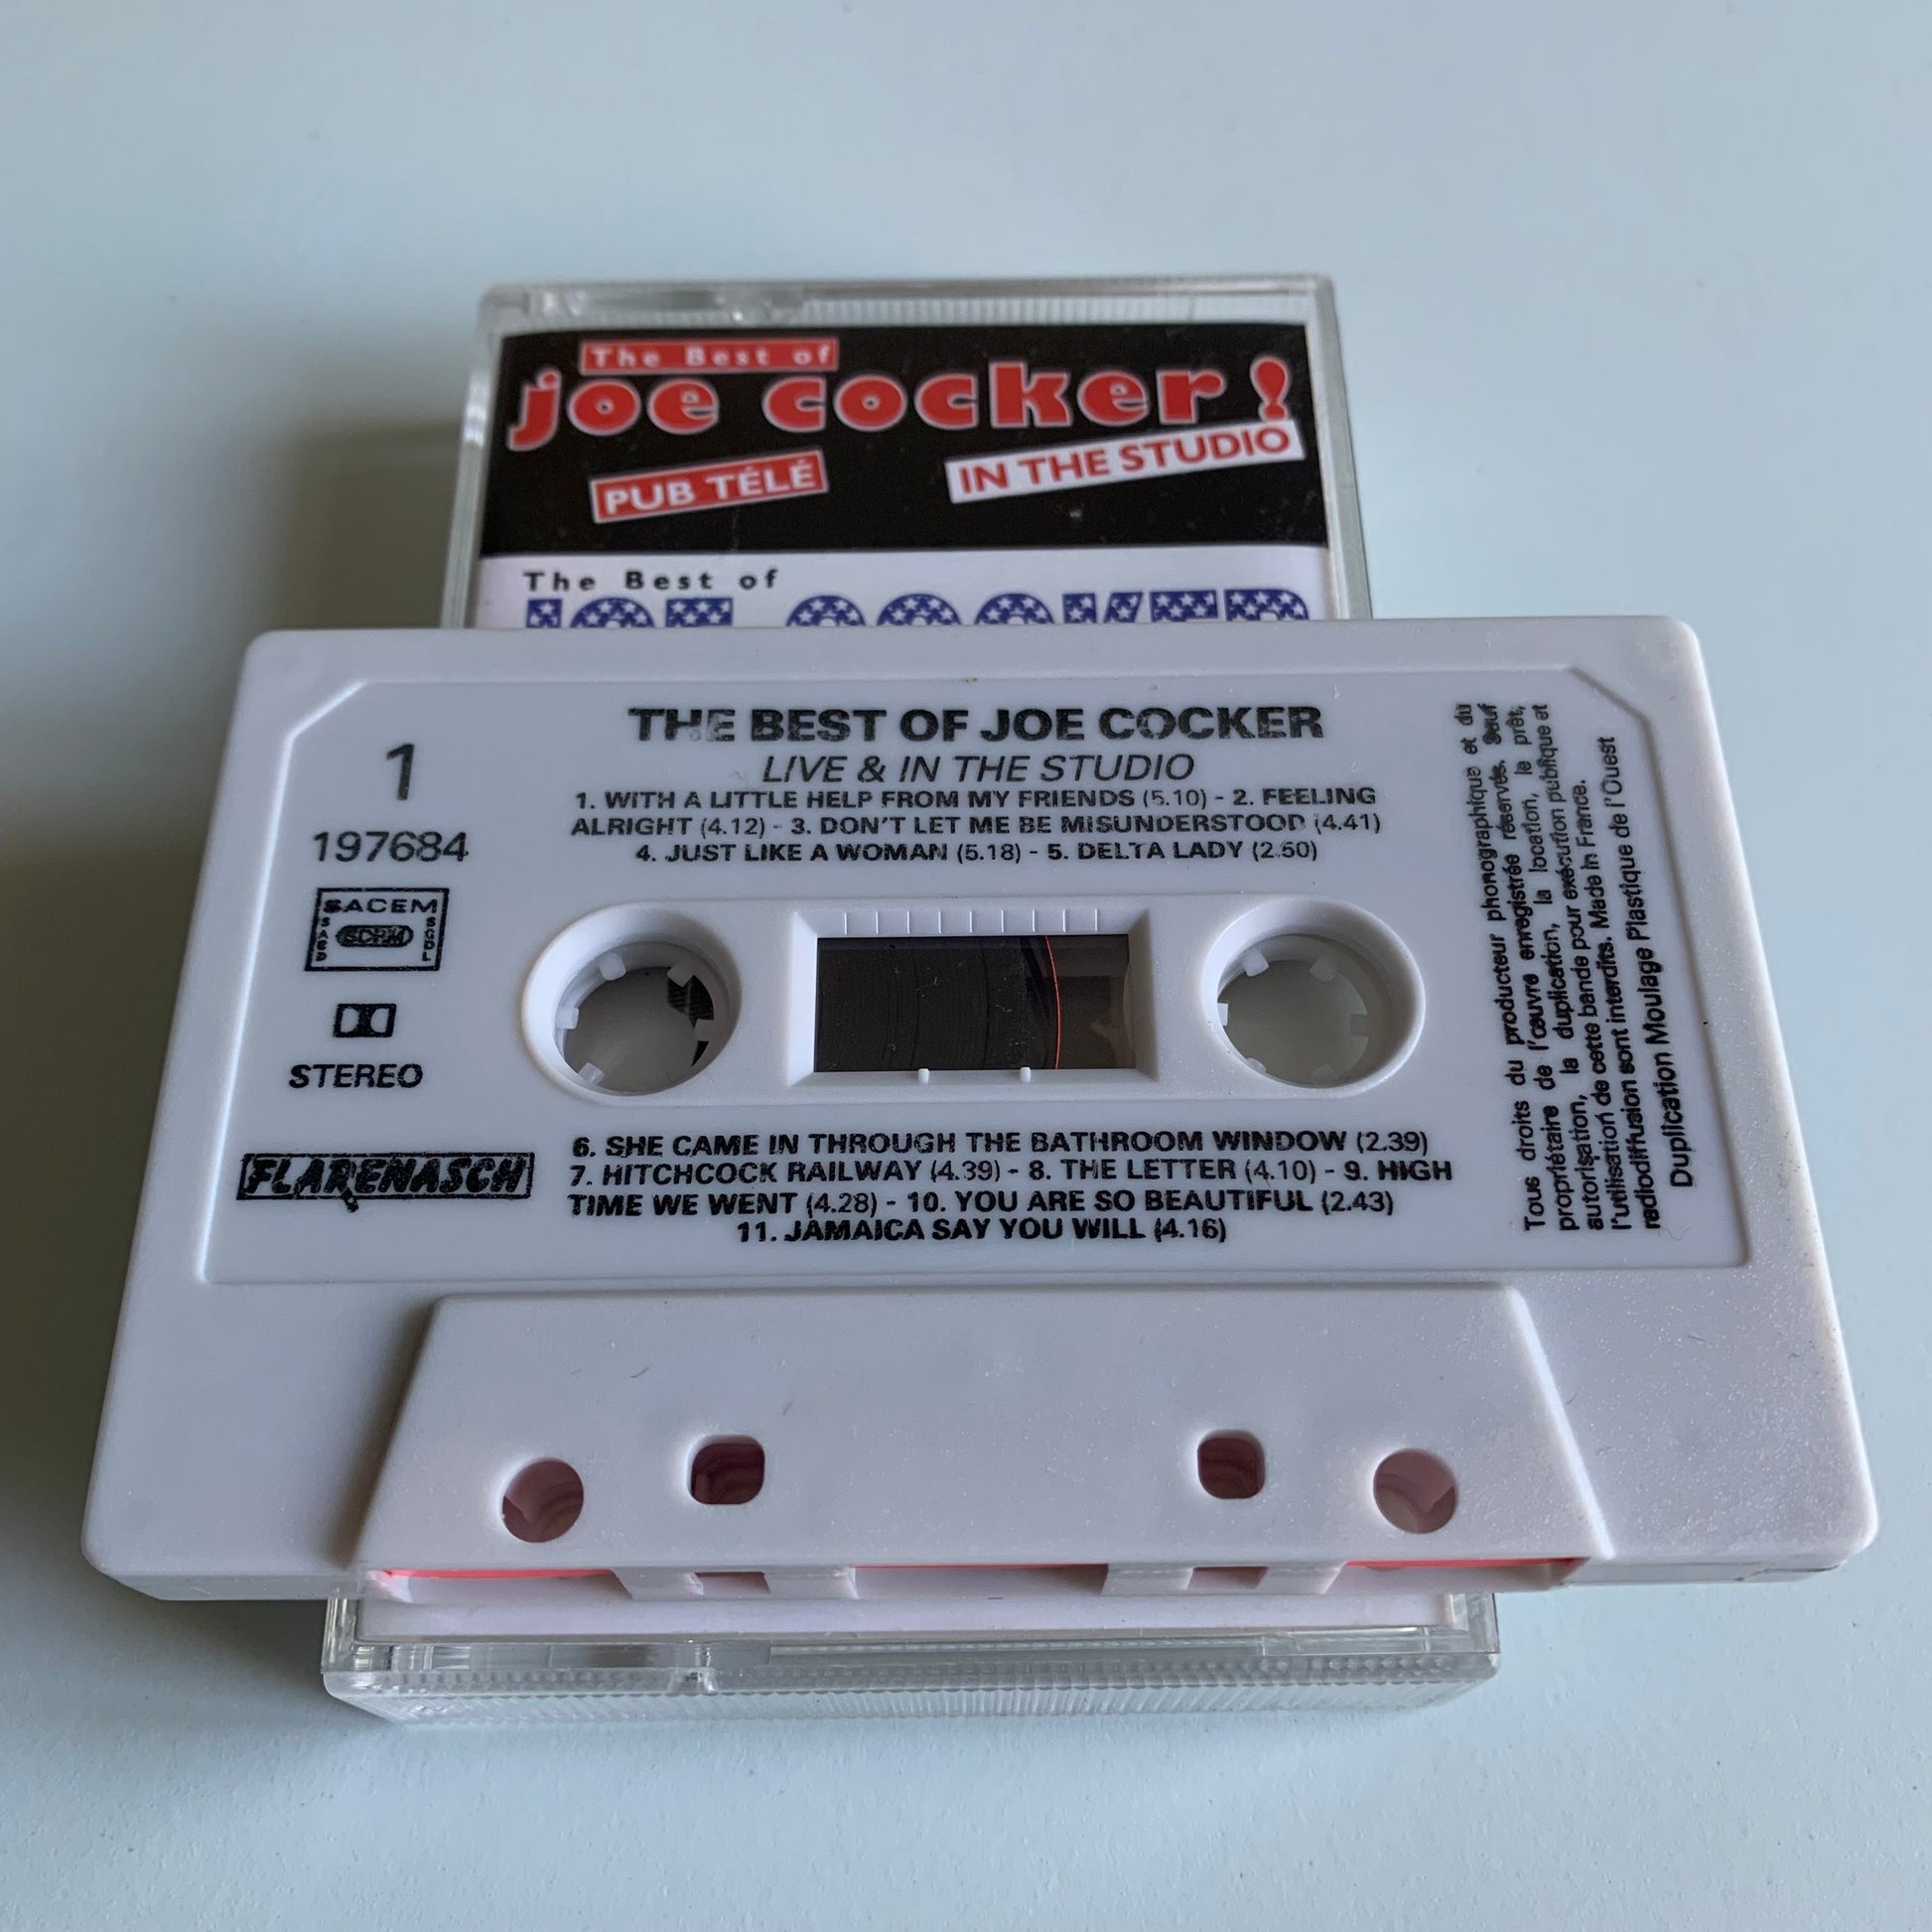 The Best of
joe cocker!
PUB TÉLÉ
IN THE STUDIO
The Best of
JOE COCKER
THE BEST OF JOE COCKER
LIVE & IN THE STUDIO
1. WITH A LITTLE HELP FROM MY FRIENDS (5.10) - 2. FEELING
ALRIGHT (4.12) - 3. DON'T LET ME BE MISUNDERSTOOD (4.41)
4. JUST LIKE A WOMAN (5.18) - 5. DELTA LADY (2.50)
1
197684
SACEM
SACD
SDRM
SGDL
STEREO
FLARENASCH
6. SHE CAME IN THROUGH THE BATHROOM WINDOW (2.39)
7. HITCHCOCK RAILWAY (4.39) - 8. THE LETTER (4.10) - 9. HIGH
TIME WE WENT (4.28) - 10. YOU ARE SO BEAUTIFUL (2.43)
11. JAMAICA SAY YOU WILL (4.16)
Tous droits du producteur phonographique et du
propriétaire de l'œuvre enregistrée réservés. Sauf
autorisation, la duplication, la location, le prêt,
l'utilisation de cette bande pour exécution publique et
radiodiffusion sont interdits. Made in France.
Duplication Moulage Plastique de l'Ouest